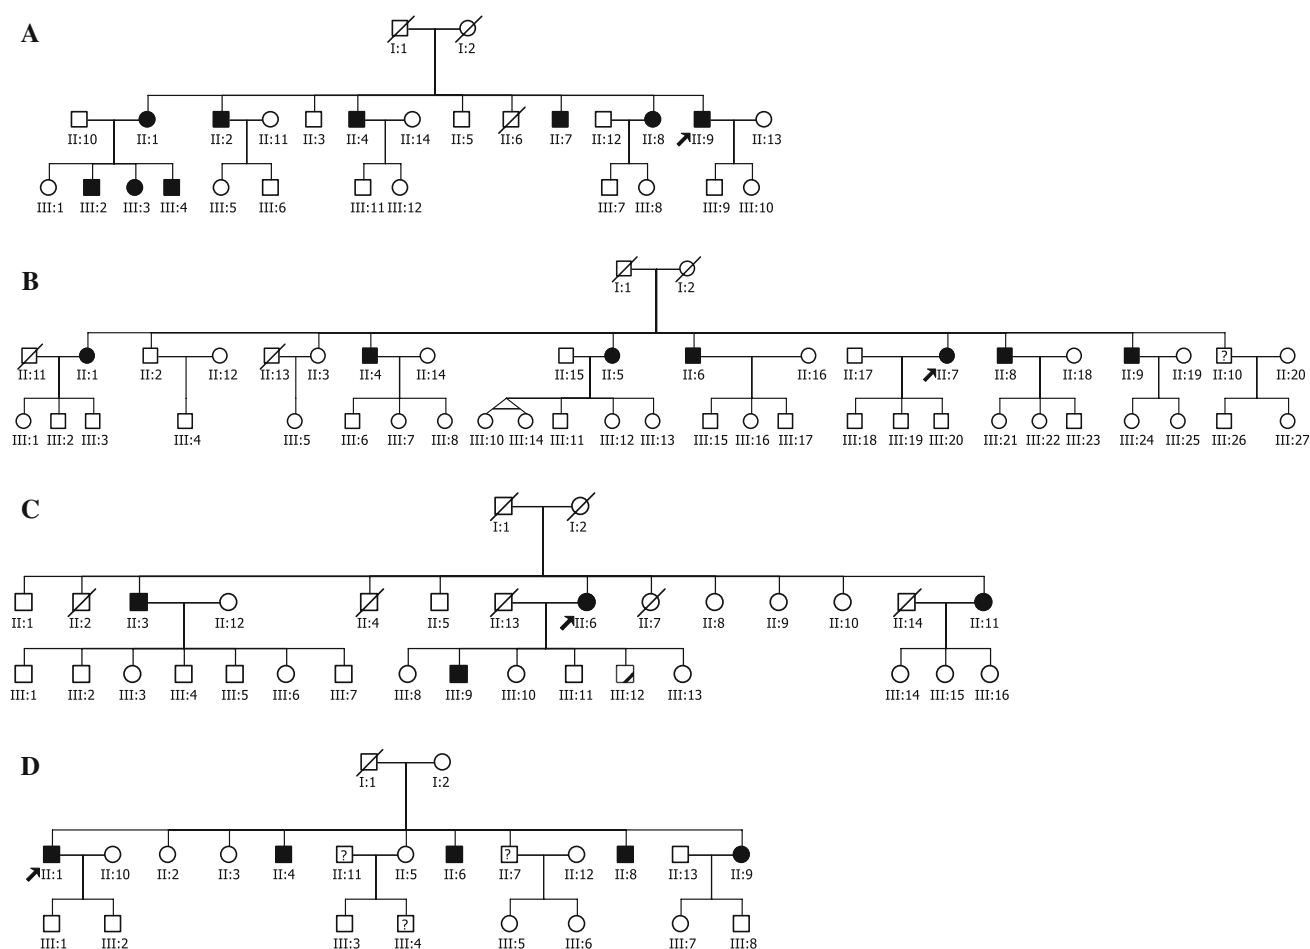 A
I:1 I:2
II:10 II:1 II:2 II:11 II:3 II:4 II:14 II:5 II:6 II:7 II:12 II:8 II:9 II:13
III:1 III:2 III:3 III:4 III:5 III:6 III:11 III:12 III:7 III:8 III:9 III:10
B
I:1 I:2
?
II:11 II:1 II:2 II:12 II:13 II:3 II:4 II:14 II:15 II:5 II:6 II:16 II:17 II:7 II:8 II:18 II:9 II:19 II:10 II:20
III:1 III:2 III:3 III:4 III:5 III:6 III:7 III:8 III:10 III:14 III:11 III:12 III:13 III:15 III:16 III:17 III:18 III:19 III:20 III:21 III:22 III:23 III:24 III:25 III:26 III:27
C
I:1 I:2
II:1 II:2 II:3 II:12 II:4 II:5 II:13 II:6 II:7 II:8 II:9 II:10 II:14 II:11
III:1 III:2 III:3 III:4 III:5 III:6 III:7 III:8 III:9 III:10 III:11 III:12 III:13 III:14 III:15 III:16
D
I:1 I:2
? ?
II:1 II:10 II:2 II:3 II:4 II:11 II:5 II:6 II:7 II:12 II:8 II:13 II:9
?
III:1 III:2 III:3 III:4 III:5 III:6 III:7 III:8